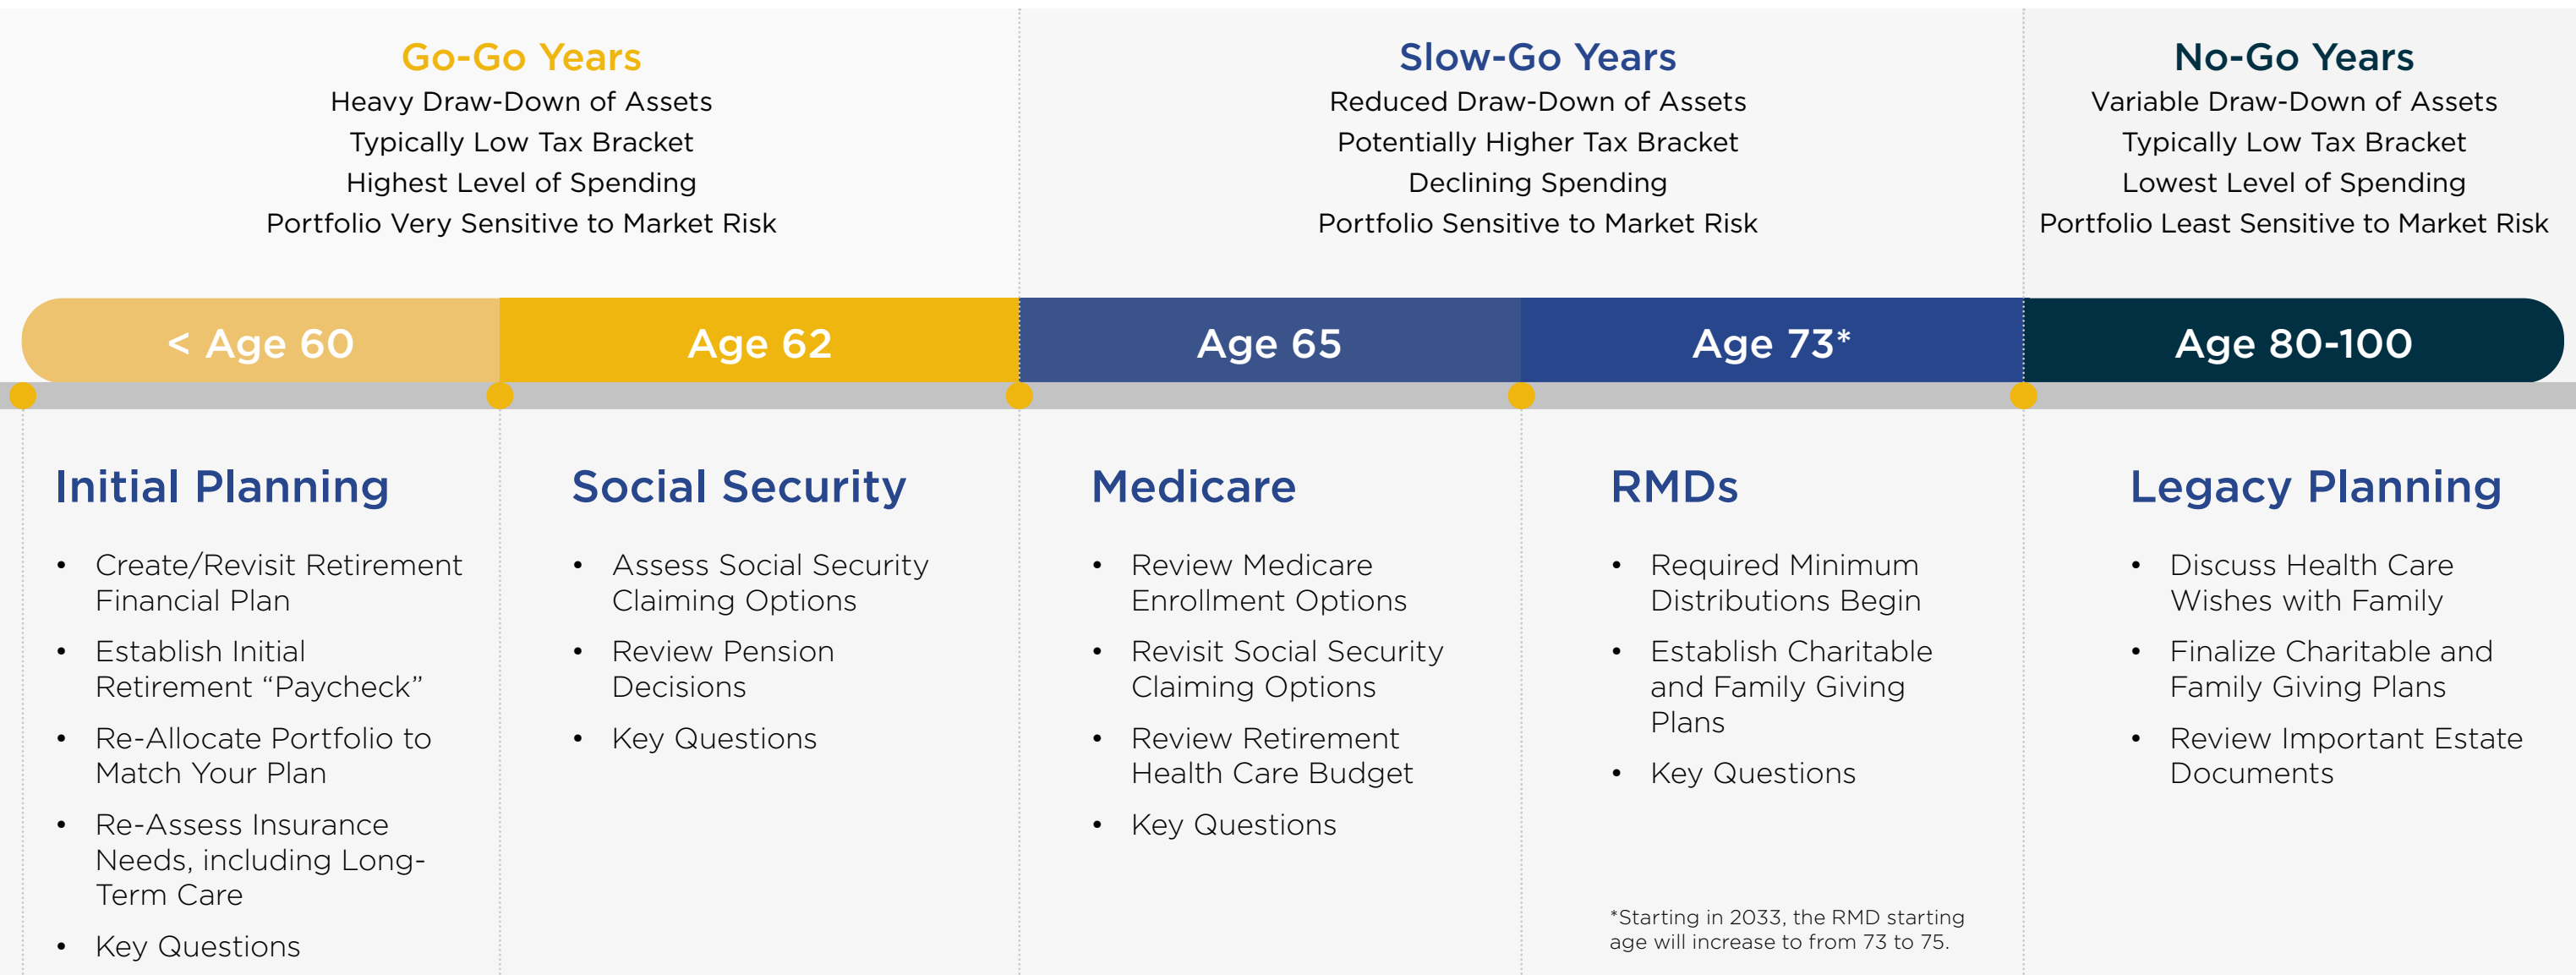 Go-Go Years
Heavy Draw-Down of Assets
Typically Low Tax Bracket
Highest Level of Spending
Portfolio Very Sensitive to Market Risk
Slow-Go Years
Reduced Draw-Down of Assets
Potentially Higher Tax Bracket
Declining Spending
Portfolio Sensitive to Market Risk
No-Go Years
Variable Draw-Down of Assets
Typically Low Tax Bracket
Lowest Level of Spending
Portfolio Least Sensitive to Market Risk
< Age 60
Age 62
Age 65
Age 73*
Age 80-100
Initial Planning
• Create/Revisit Retirement
Financial Plan
• Establish Initial
Retirement “Paycheck”
• Re-Allocate Portfolio to
Match Your Plan
• Re-Assess Insurance
Needs, including Long-
Term Care
• Key Questions
Social Security
• Assess Social Security
Claiming Options
• Review Pension
Decisions
• Key Questions
Medicare
• Review Medicare
Enrollment Options
• Revisit Social Security
Claiming Options
• Review Retirement
Health Care Budget
• Key Questions
RMDs
• Required Minimum
Distributions Begin
• Establish Charitable
and Family Giving
Plans
• Key Questions
*Starting in 2033, the RMD starting
age will increase to from 73 to 75.
Legacy Planning
• Discuss Health Care
Wishes with Family
• Finalize Charitable and
Family Giving Plans
• Review Important Estate
Documents